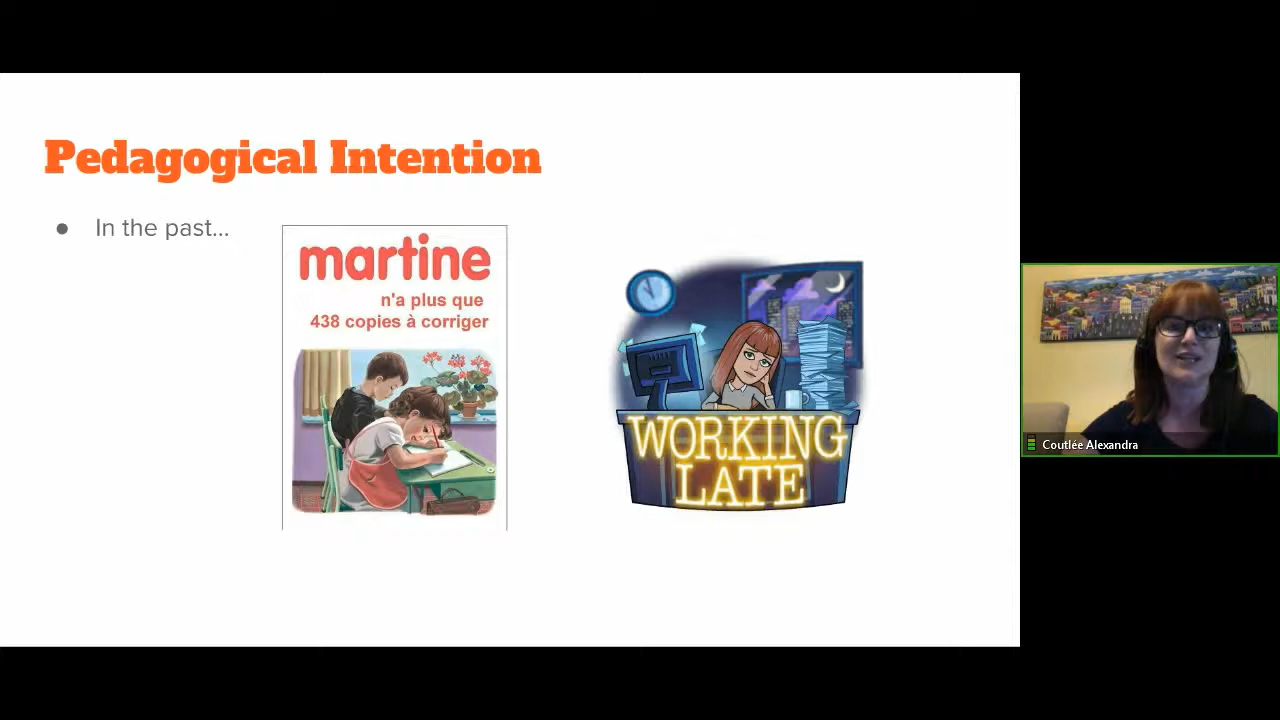 Pedagogical Intention
● In the past...
martine
n'a plus que
438 copies à corriger
WORKING
LATE
Coutlée Alexandra